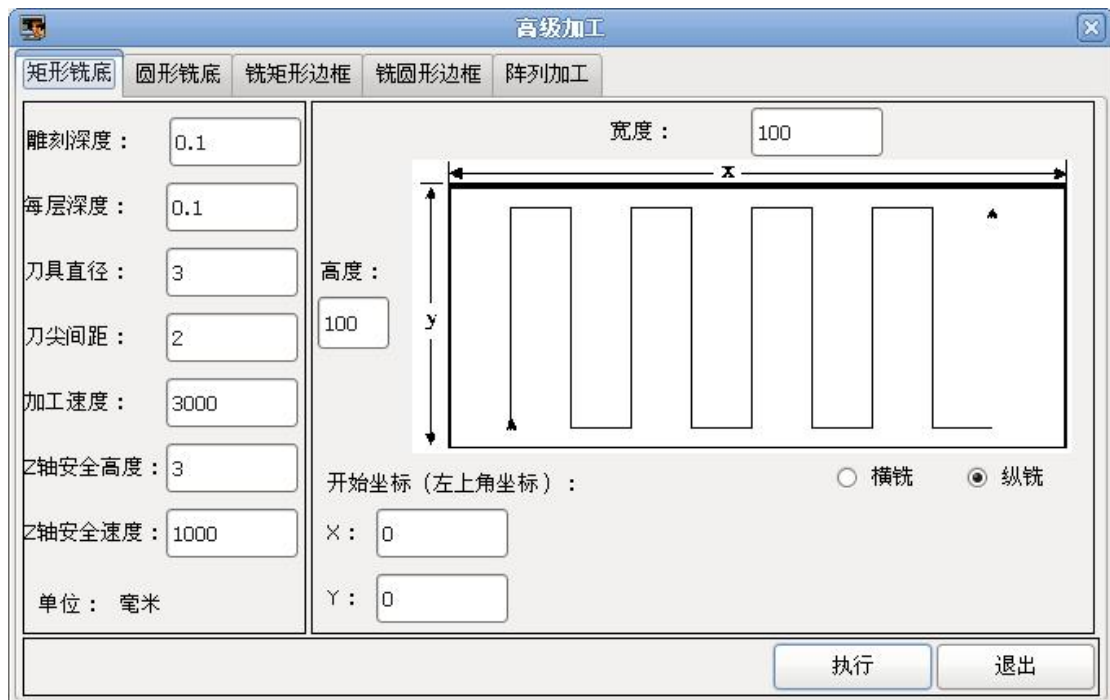 高级加工
矩形铣底 圆形铣底 铣矩形边框 铣圆形边框 阵列加工
雕刻深度： 0.1
每层深度： 0.1
刀具直径： 3
刀尖间距： 2
加工速度： 3000
Z轴安全高度： 3
Z轴安全速度： 1000
单位： 毫米
宽度： 100
x
高度：
100
y
横铣 纵铣
开始坐标（左上角坐标）：
X： 0
Y： 0
执行 退出